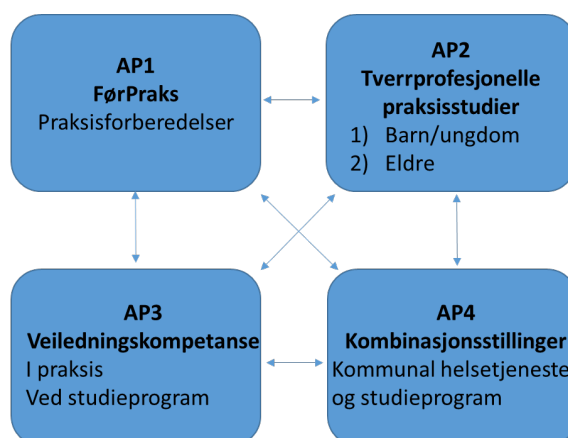 AP1
FørPraks
Praksisforberedelser
AP2
Tverrprofesjonelle
praksisstudier
1) Barn/ungdom
2) Eldre
AP3
Veiledningskompetanse
I praksis
Ved studieprogram
AP4
Kombinasjonsstillinger
Kommunal helsetjeneste
og studieprogram